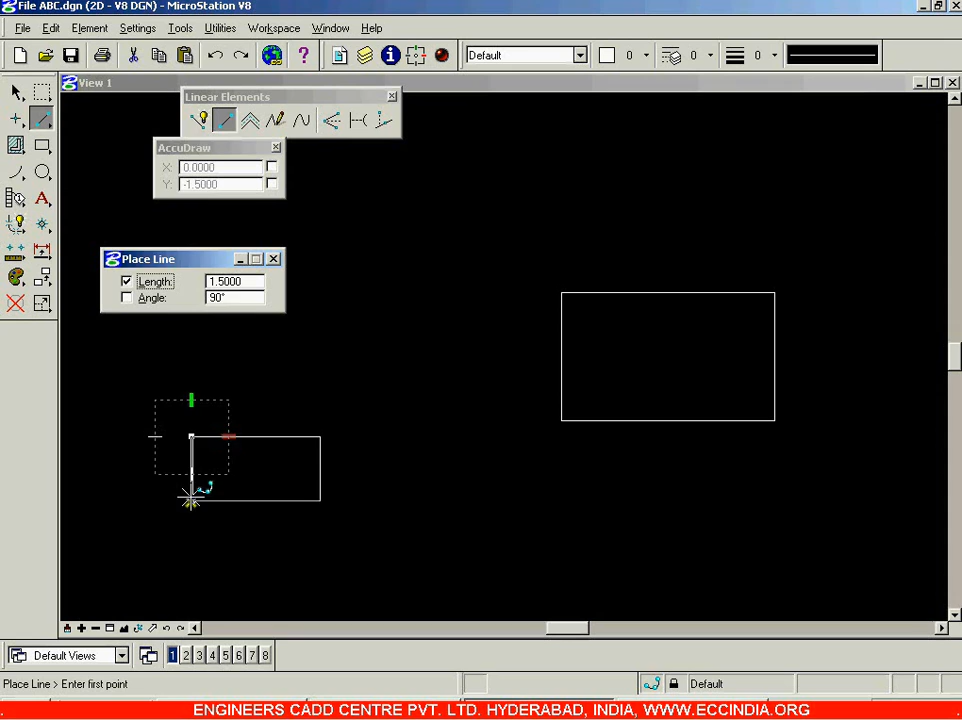 File ABC.dgn (2D - V8 DGN) - MicroStation V8
File Edit Element Settings Tools Utilities Workspace Window Help
Default 0 0 0
View 1
Linear Elements
AccuDraw
X: 0.0000
Y: -1.5000
Place Line
Length: 1.5000
Angle: 90°
Default Views 1 2 3 4 5 6 7 8
Place Line > Enter first point Default
ENGINEERS CADD CENTRE PVT. LTD. HYDERABAD, INDIA, WWW.ECCINDIA.ORG